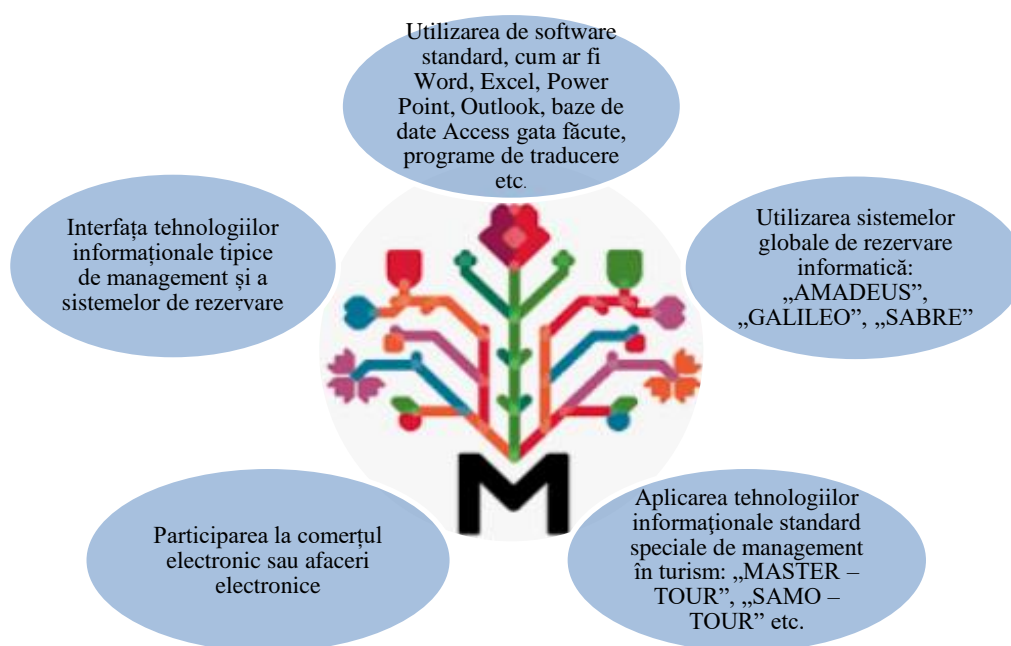 Utilizarea de software
standard, cum ar fi
Word, Excel, Power
Point, Outlook, baze de
date Access gata făcute,
programe de traducere
etc.
Utilizarea sistemelor
globale de rezervare
informatică:
„AMADEUS”,
„GALILEO”, „SABRE”
Aplicarea tehnologiilor
informaţionale standard
speciale de management
în turism: „MASTER –
TOUR”, „SAMO –
TOUR” etc.
Participarea la comerțul
electronic sau afaceri
electronice
Interfața tehnologiilor
informaționale tipice
de management și a
sistemelor de rezervare
M